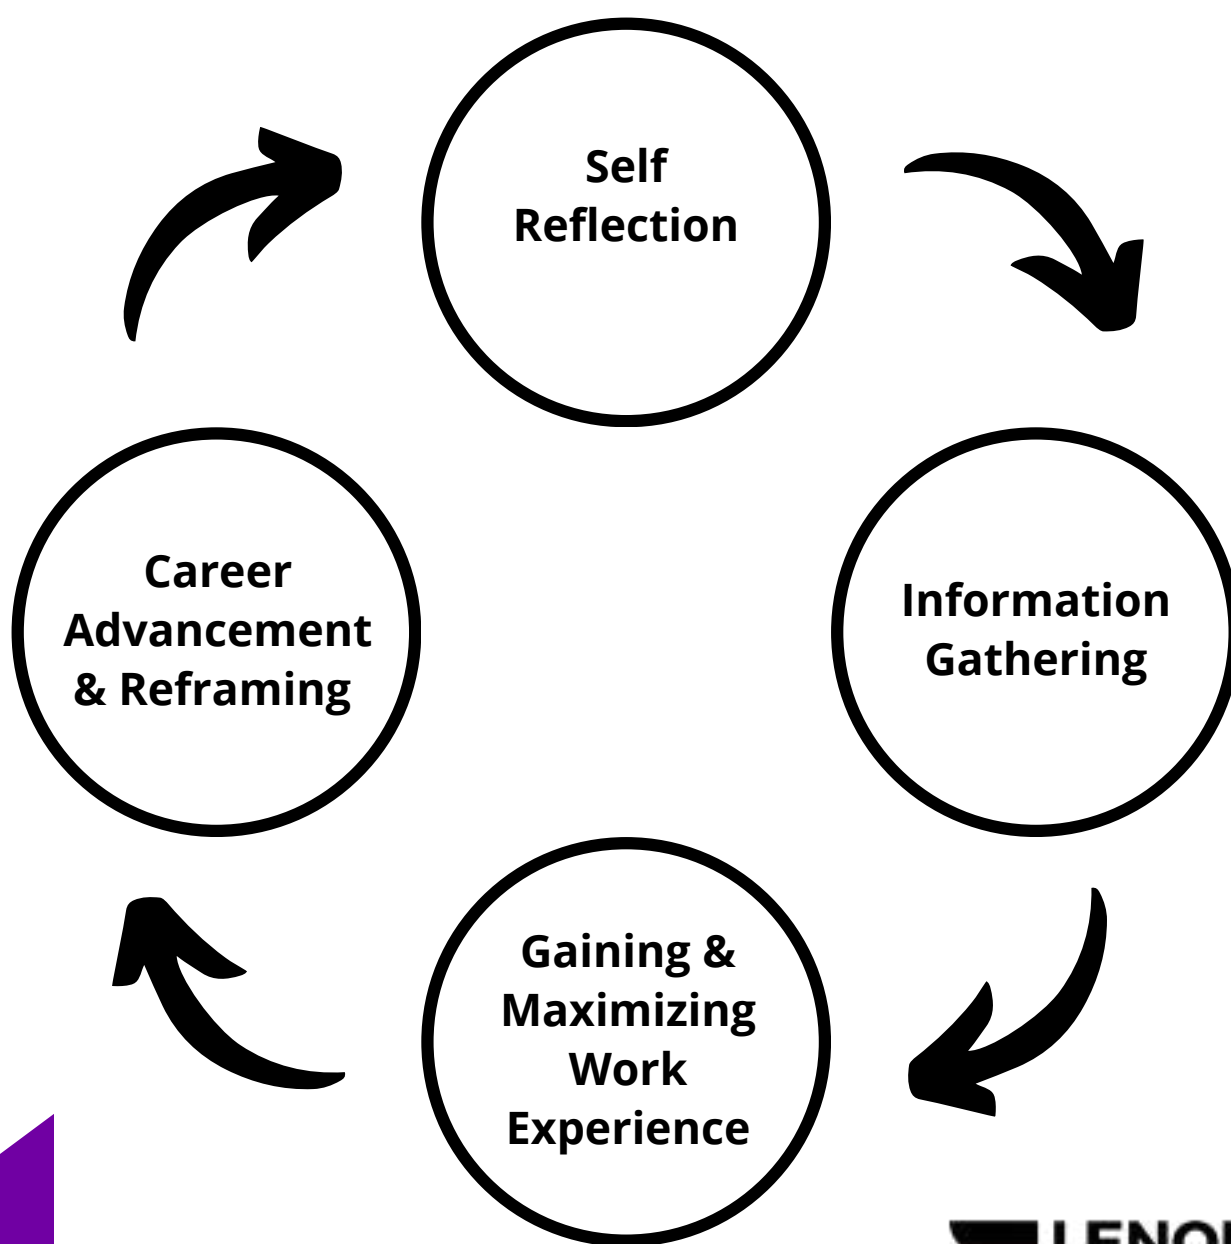 Self
Reflection
Information
Gathering
Gaining &
Maximizing
Work
Experience
Career
Advancement
& Reframing